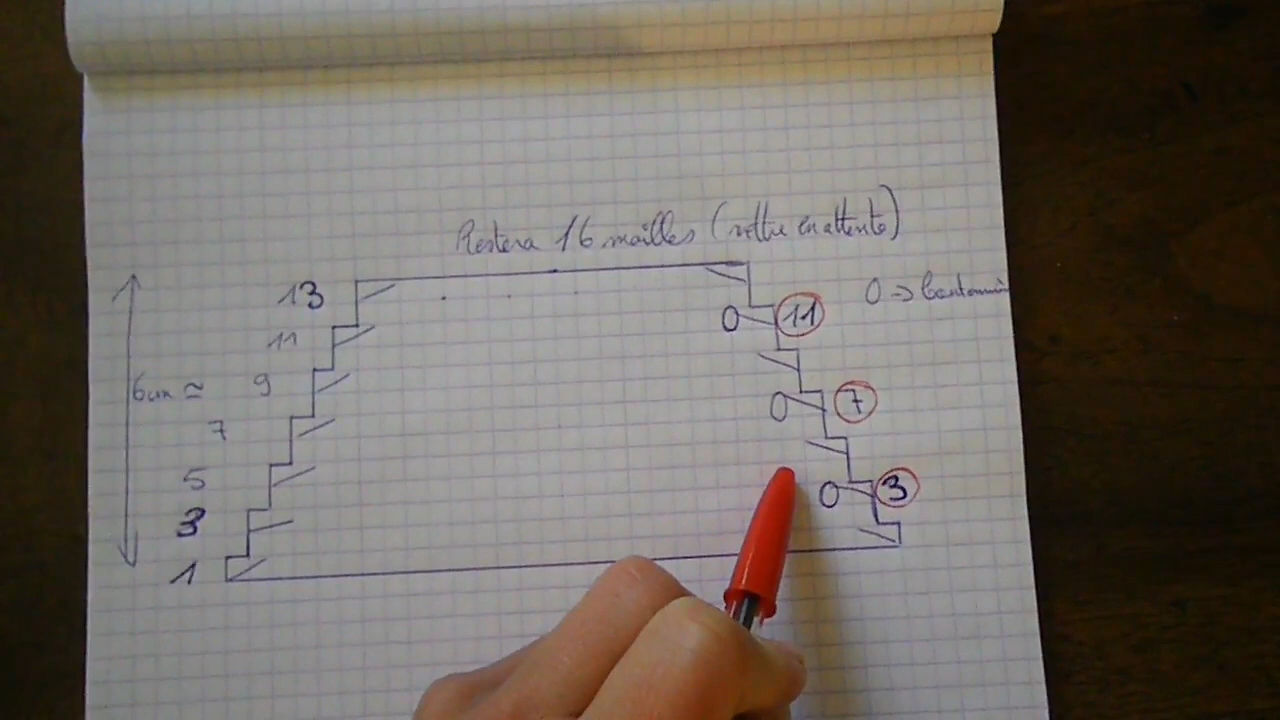 Restera 16 mailles (mettre en attente)
13
O 11
O -> boutonnière
11
6cm ≃
9
O 7
7
5
O 3
3
1